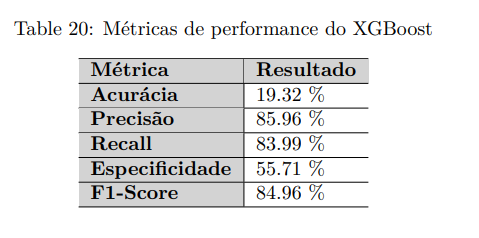 Table 20: Métricas de performance do XGBoost
Métrica Resultado
Acurácia 19.32 %
Precisão 85.96 %
Recall 83.99 %
Especificidade 55.71 %
F1-Score 84.96 %